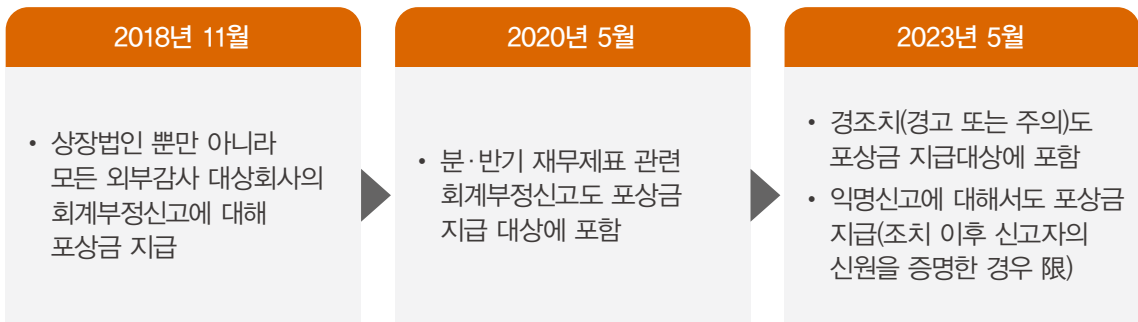 2018년 11월
• 상장법인 뿐만 아니라
모든 외부감사 대상회사의
회계부정신고에 대해
포상금 지급
2020년 5월
• 분·반기 재무제표 관련
회계부정신고도 포상금
지급 대상에 포함
2023년 5월
• 경조치(경고 또는 주의)도
포상금 지급대상에 포함
• 익명신고에 대해서도 포상금
지급(조치 이후 신고자의
신원을 증명한 경우 限)